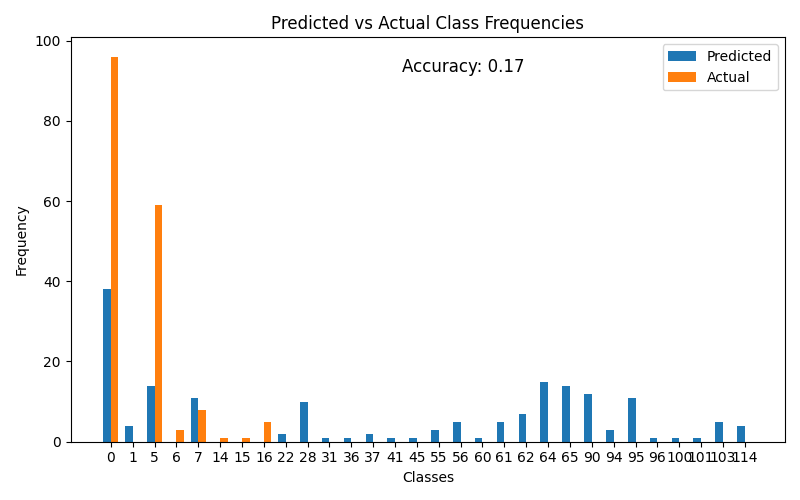 Predicted vs Actual Class Frequencies
Accuracy: 0.17
Predicted
Actual
Frequency
100
80
60
40
20
0
0 1 5 6 7 14 15 16 22 28 31 36 37 41 45 55 56 60 61 62 64 65 90 94 95 96 100 101 103 114
Classes